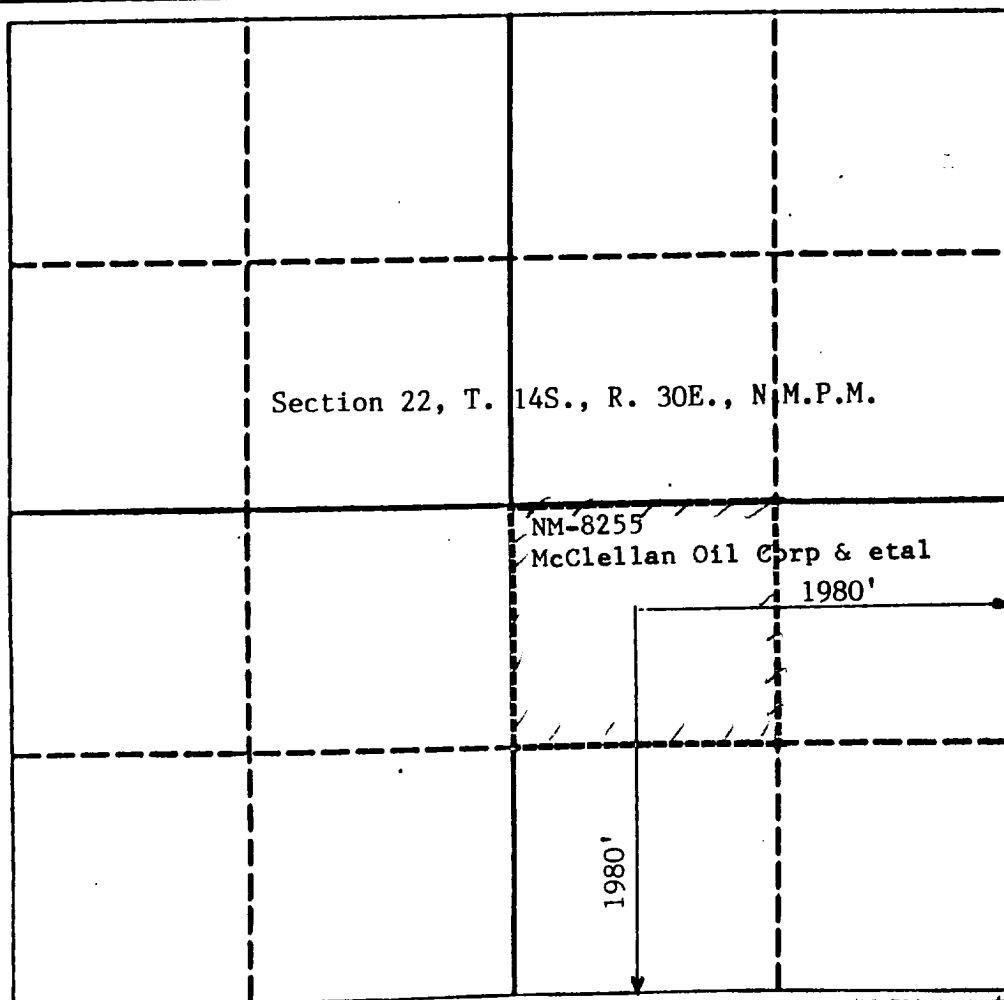 Section 22, T. 14S., R. 30E., N.M.P.M.
NM-8255
McClellan Oil Corp & etal
1980'
1980'